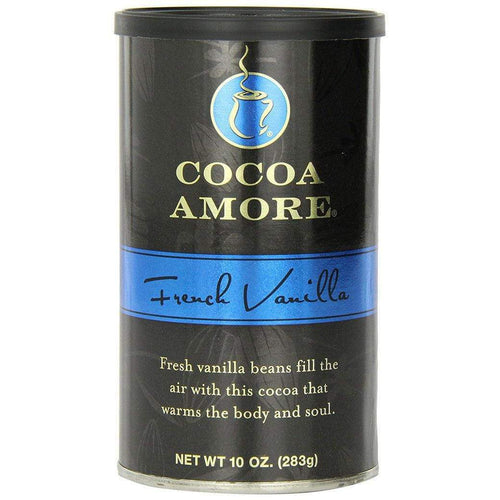 COCOA
AMORE®
French Vanilla
Fresh vanilla beans fill the
air with this cocoa that
warms the body and soul.
NET WT 10 OZ. (283g)